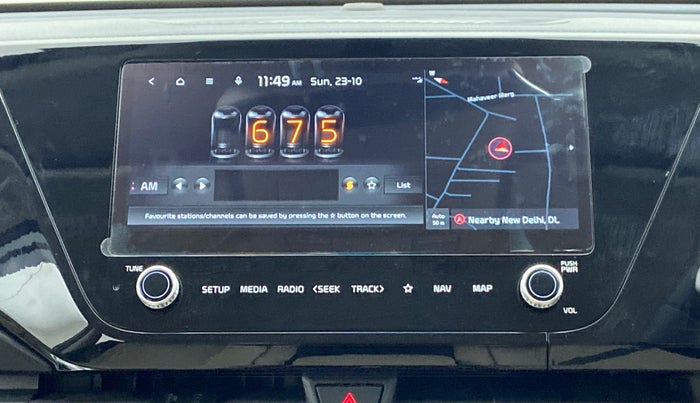 11:49 AM Sun, 23-10
W
Mahaveer Marg
675
AM
List
Favourite stations/channels can be saved by pressing the ☆ button on the screen.
Auto
50 m
Nearby New Delhi, DL
TUNE
PUSH
PWR
SETUP MEDIA RADIO <SEEK TRACK> ☆ NAV MAP
VOL